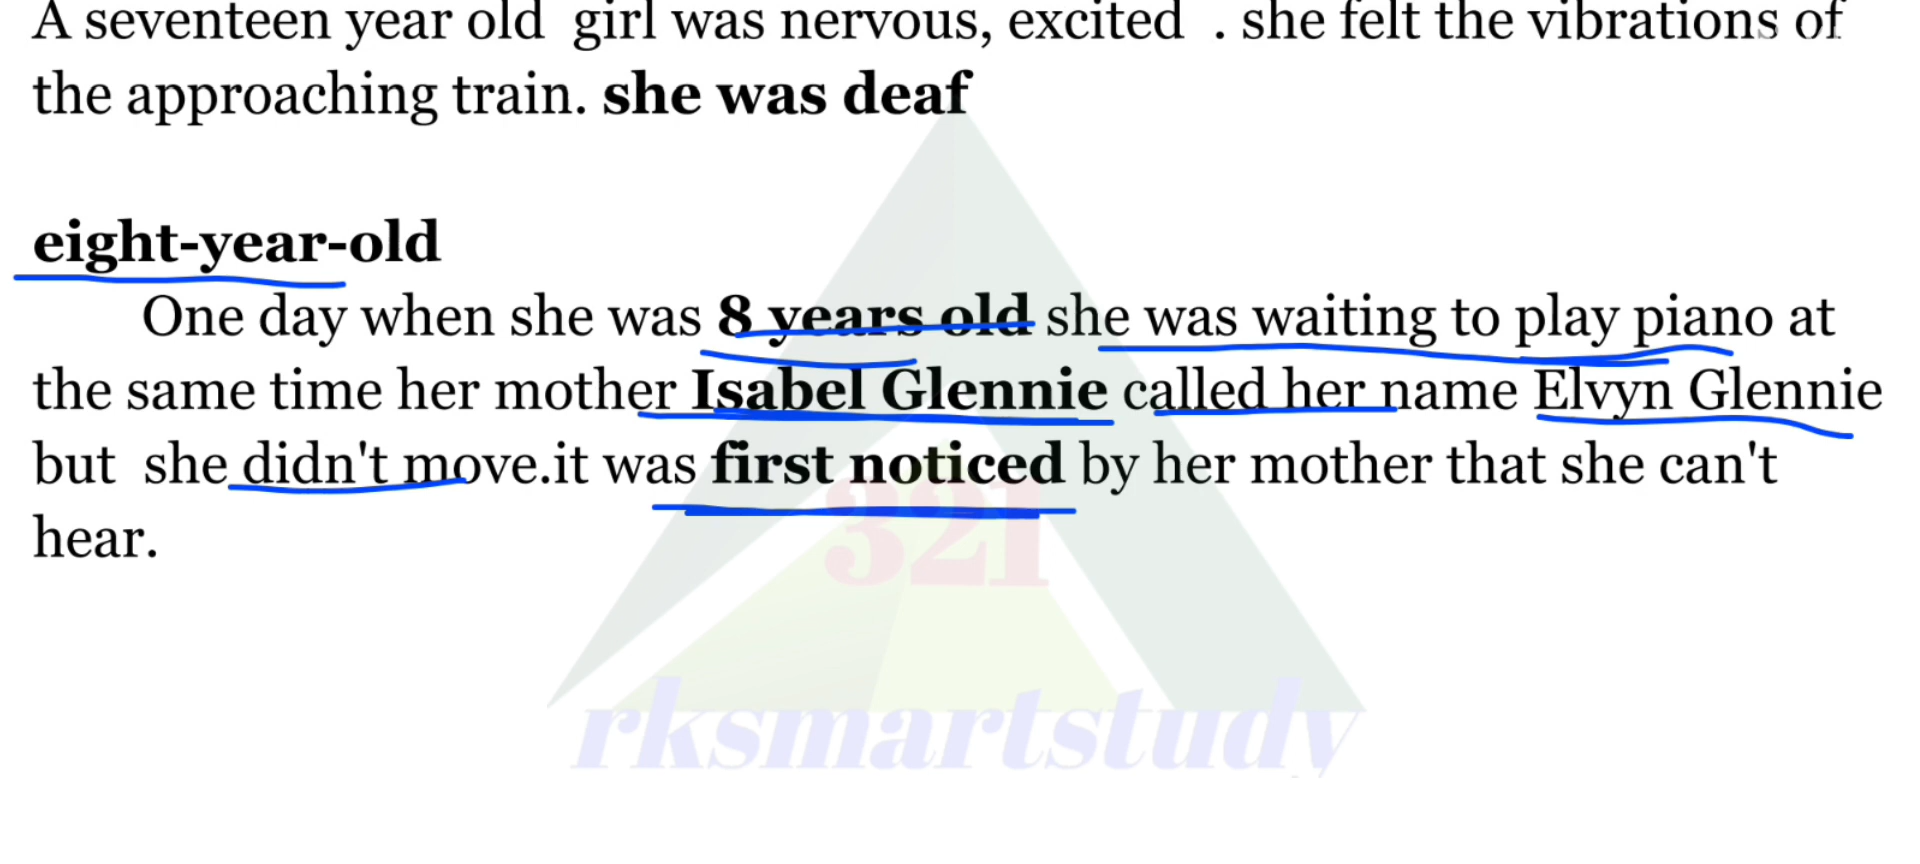 A seventeen year old girl was nervous, excited . she felt the vibrations of
the approaching train. she was deaf
eight-year-old
One day when she was 8 years old she was waiting to play piano at
the same time her mother Isabel Glennie called her name Elvyn Glennie
but she didn't move.it was first noticed by her mother that she can't
hear.
321
rksmartstudy